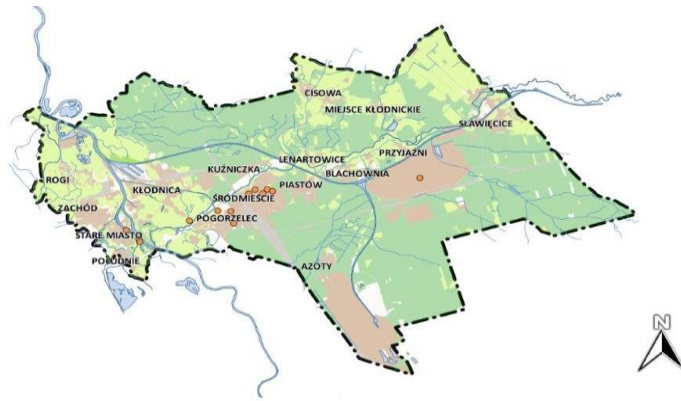 CISOWA
MIEJSCE KŁODNICKIE
SŁAWIĘCICE
PRZYJAŹNI
LENARTOWICE
BLACHOWNIA
KUŹNICZKA
ROGI
KŁODNICA
PIASTÓW
ŚRÓDMIEŚCIE
ZACHÓD
POGORZELEC
STARE MIASTO
POŁUDNIE
AZOTY
N